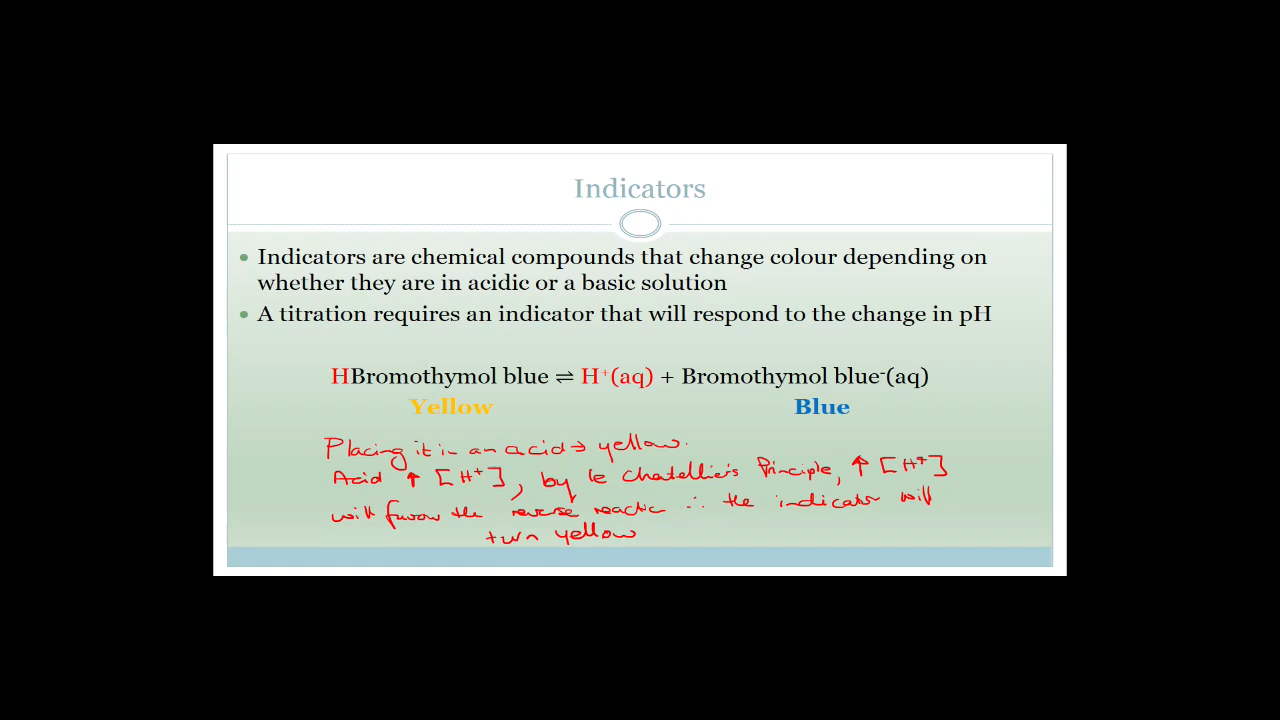 Indicators
• Indicators are chemical compounds that change colour depending on
whether they are in acidic or a basic solution
• A titration requires an indicator that will respond to the change in pH
HBromothymol blue ⇌ H⁺(aq) + Bromothymol blue⁻(aq)
Yellow Blue
Placing it in an acid → yellow.
Acid ↑ [H⁺], by le Chatellier's Principle, ↑ [H⁺]
will favour the reverse reaction ∴ the indicator will
turn yellow